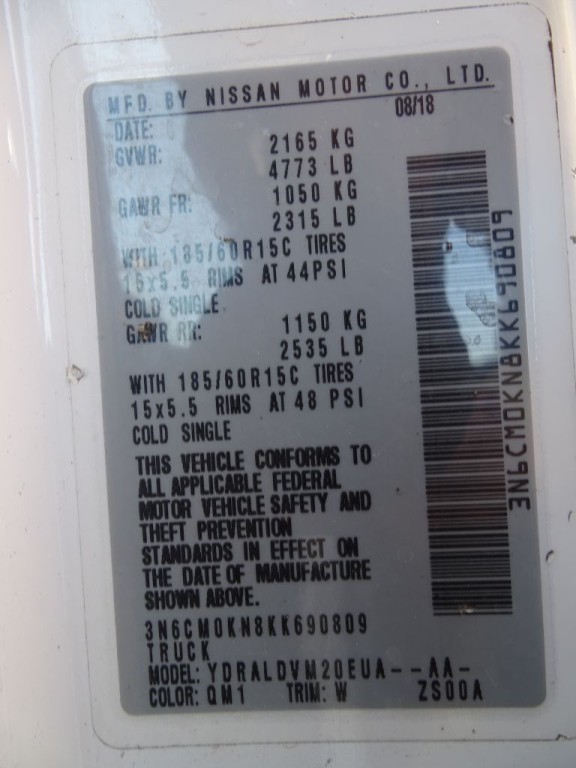 MFD. BY NISSAN MOTOR CO., LTD.
DATE: 08/18
GVWR: 2165 KG
4773 LB
GAWR FR: 1050 KG
2315 LB
WITH 185/60R15C TIRES
15x5.5 RIMS AT 44PSI
COLD SINGLE
GAWR RR: 1150 KG
2535 LB
WITH 185/60R15C TIRES
15x5.5 RIMS AT 48 PSI
COLD SINGLE
THIS VEHICLE CONFORMS TO
ALL APPLICABLE FEDERAL
MOTOR VEHICLE SAFETY AND
THEFT PREVENTION
STANDARDS IN EFFECT ON
THE DATE OF MANUFACTURE
SHOWN ABOVE.
3N6CM0KN8KK690809
TRUCK
MODEL: YDRALDVM20EUA--AA-
COLOR: QM1 TRIM: W ZS00A
3N6CM0KN8KK690809